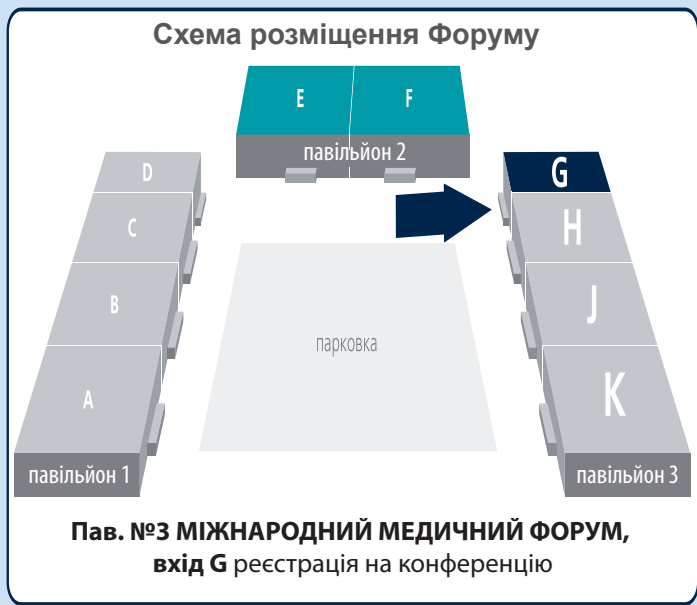 Схема розміщення Форуму
E
F
павільйон 2
D
G
C
H
B
J
парковка
A
K
павільйон 1
павільйон 3
Пав. №3 МІЖНАРОДНИЙ МЕДИЧНИЙ ФОРУМ,
вхід G реєстрація на конференцію